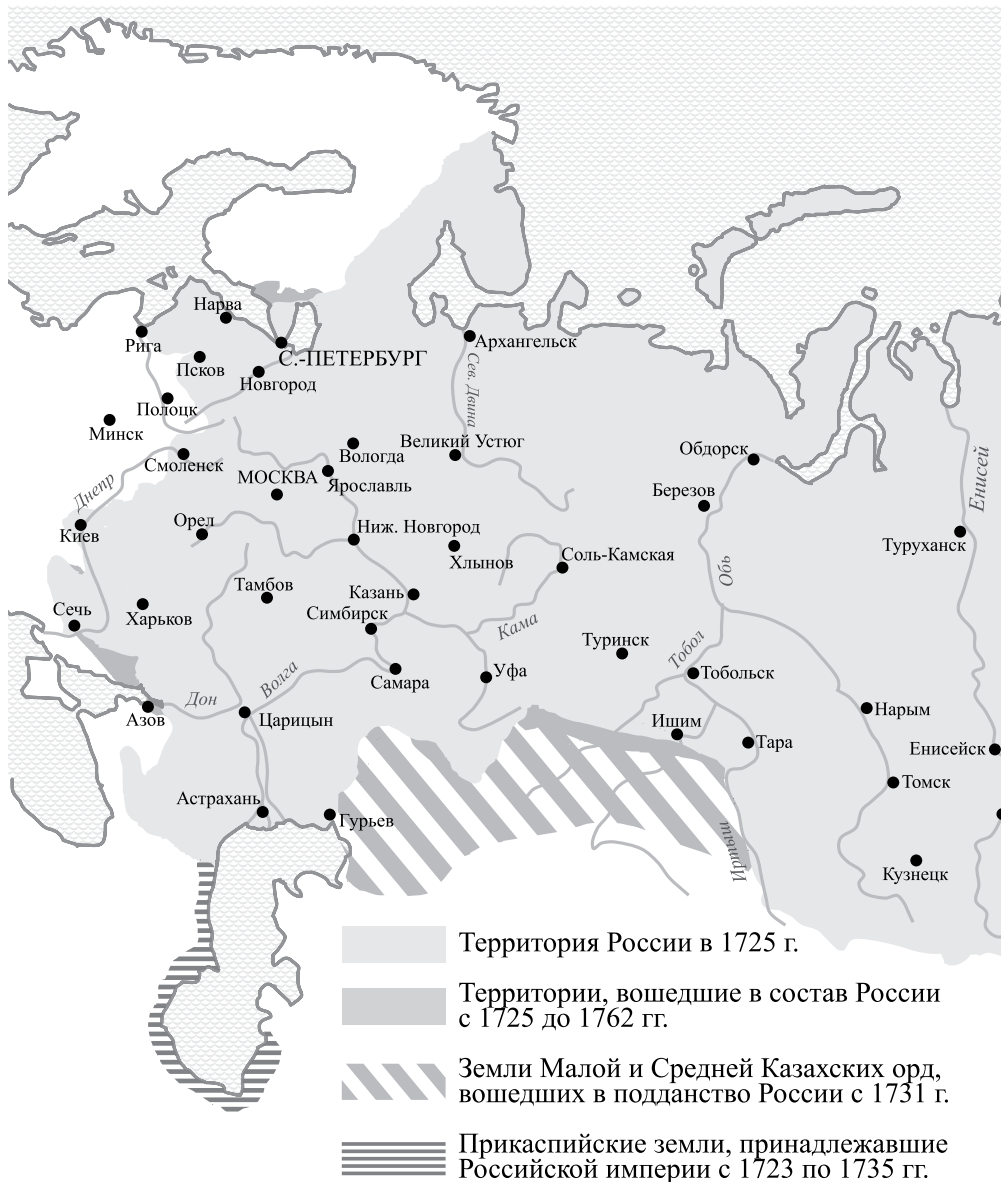 Нарва
Рига
С.-ПЕТЕРБУРГ
Архангельск
Псков
Новгород
Сев. Двина
Полоцк
Минск
Смоленск
Вологда
Великий Устюг
Обдорск
МОСКВА
Ярославль
Днепр
Березов
Енисей
Киев
Орел
Ниж. Новгород
Хлынов
Соль-Камская
Туруханск
Обь
Тамбов
Казань
Сечь
Харьков
Симбирск
Кама
Туринск
Тобол
Волга
Самара
Уфа
Тобольск
Дон
Азов
Царицын
Ишим
Тара
Нарым
Енисейск
Томск
Астрахань
Гурьев
Иртыш
Кузнецк
Территория России в 1725 г.
Территории, вошедшие в состав России
с 1725 до 1762 гг.
Земли Малой и Средней Казахских орд,
вошедших в подданство России с 1731 г.
Прикаспийские земли, принадлежавшие
Российской империи с 1723 по 1735 гг.